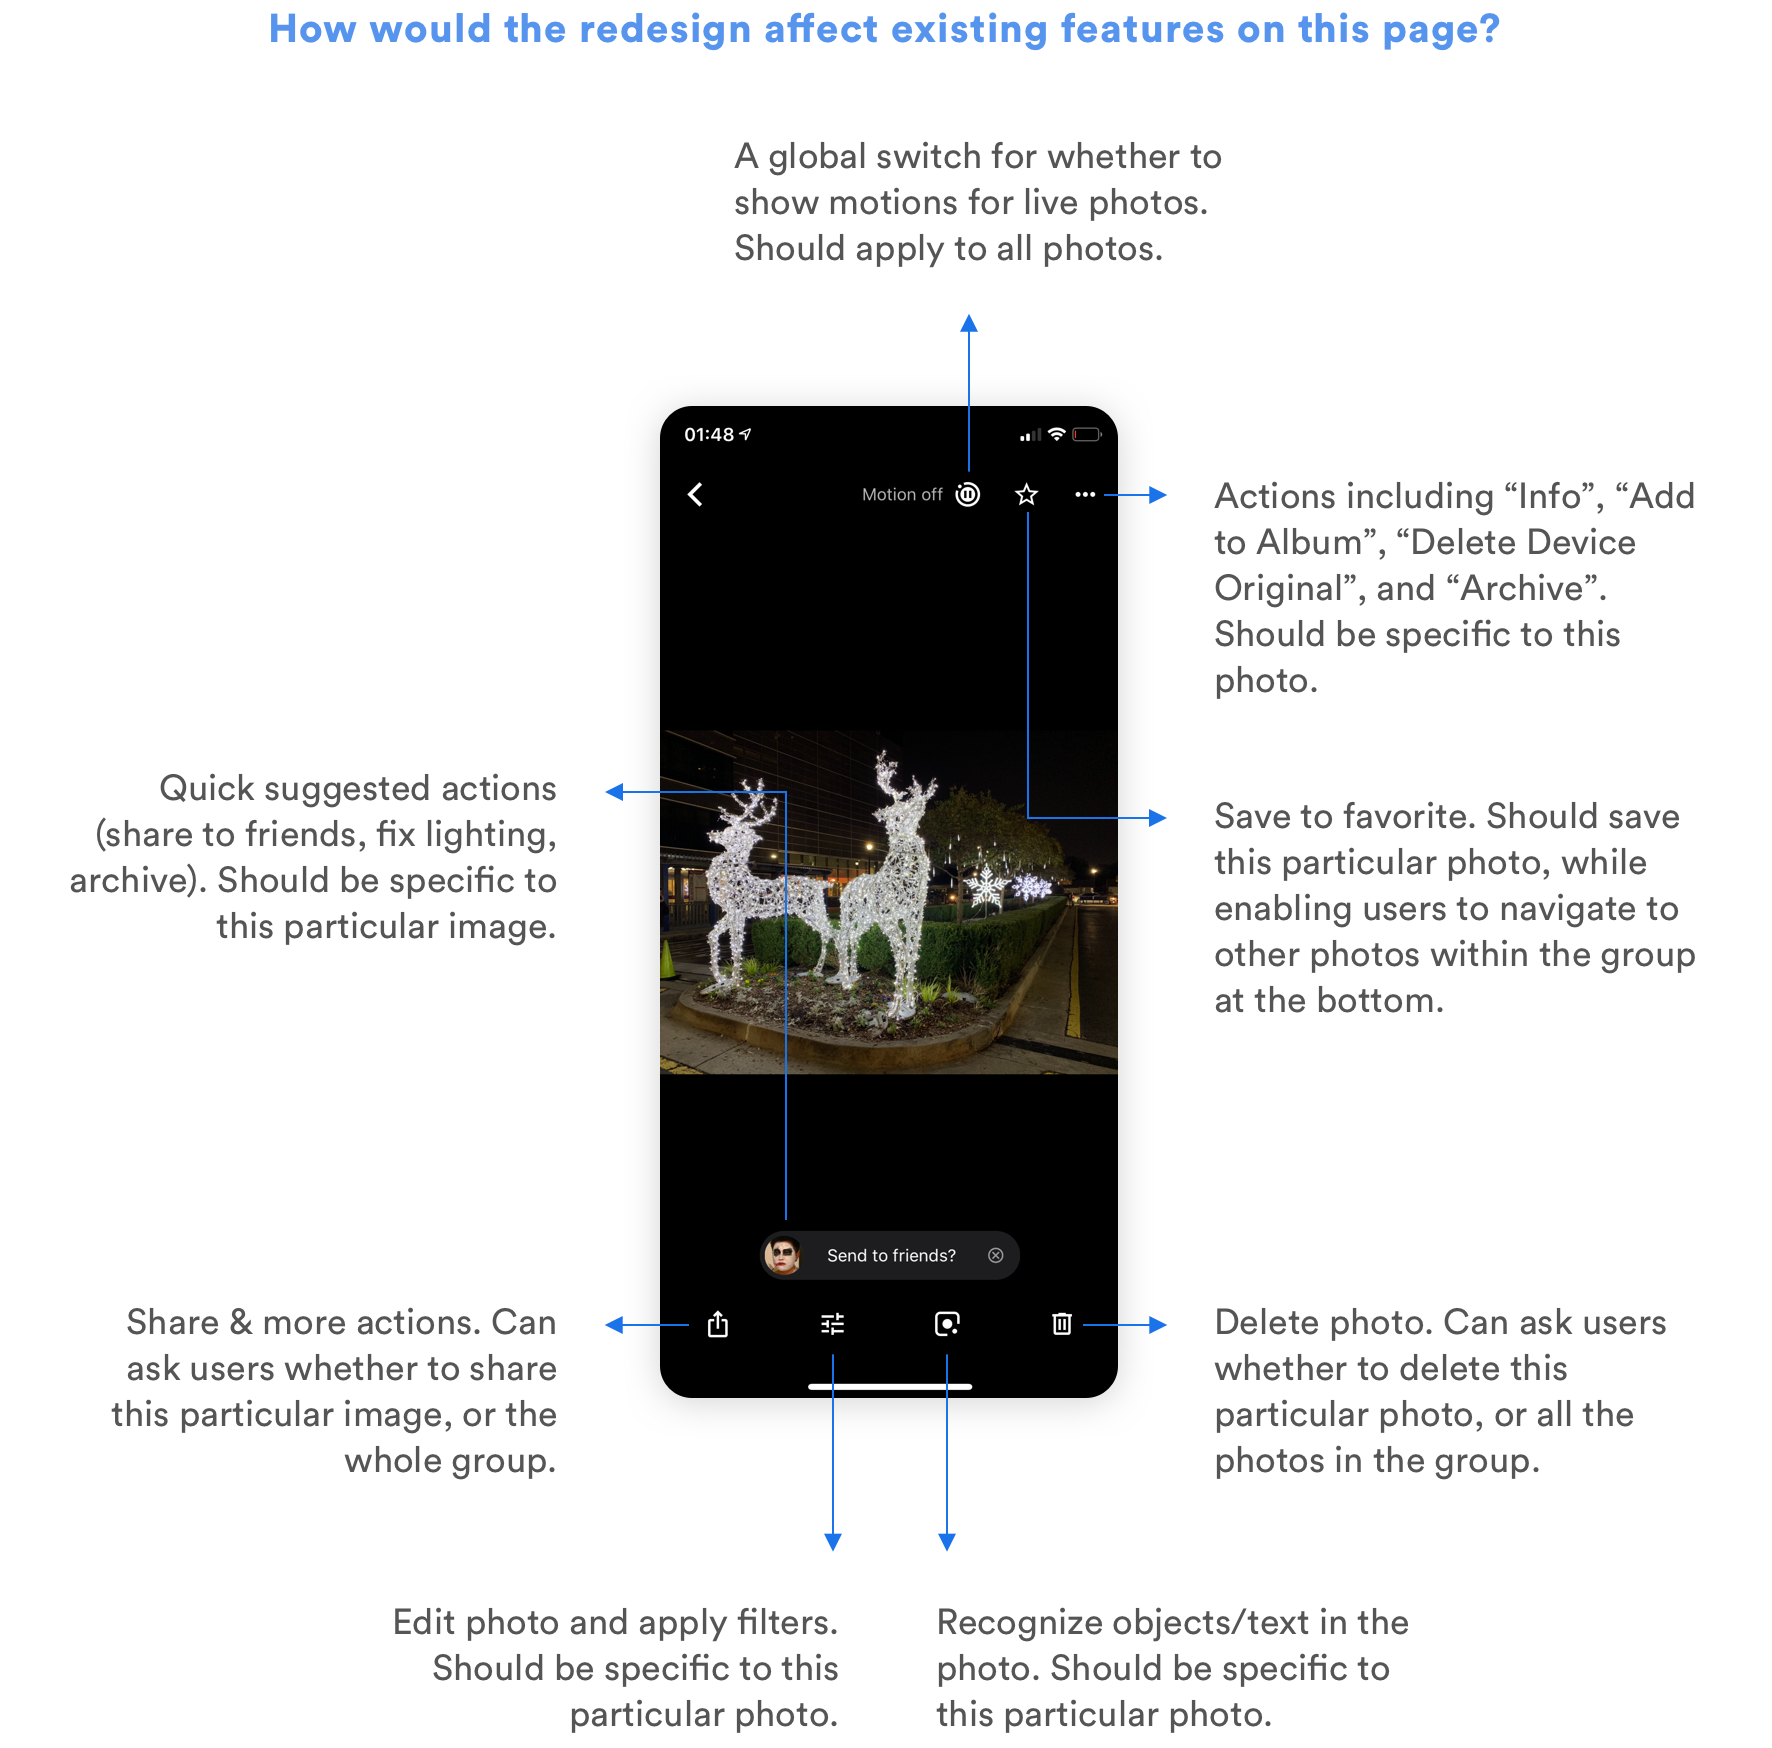 How would the redesign affect existing features on this page?
A global switch for whether to
show motions for live photos.
Should apply to all photos.
01:48
Motion off
Actions including “Info”, “Add
to Album”, “Delete Device
Original”, and “Archive”.
Should be specific to this
photo.
Quick suggested actions
(share to friends, fix lighting,
archive). Should be specific to
this particular image.
Save to favorite. Should save
this particular photo, while
enabling users to navigate to
other photos within the group
at the bottom.
Send to friends?
Share & more actions. Can
ask users whether to share
this particular image, or the
whole group.
Delete photo. Can ask users
whether to delete this
particular photo, or all the
photos in the group.
Edit photo and apply filters.
Should be specific to this
particular photo.
Recognize objects/text in the
photo. Should be specific to
this particular photo.